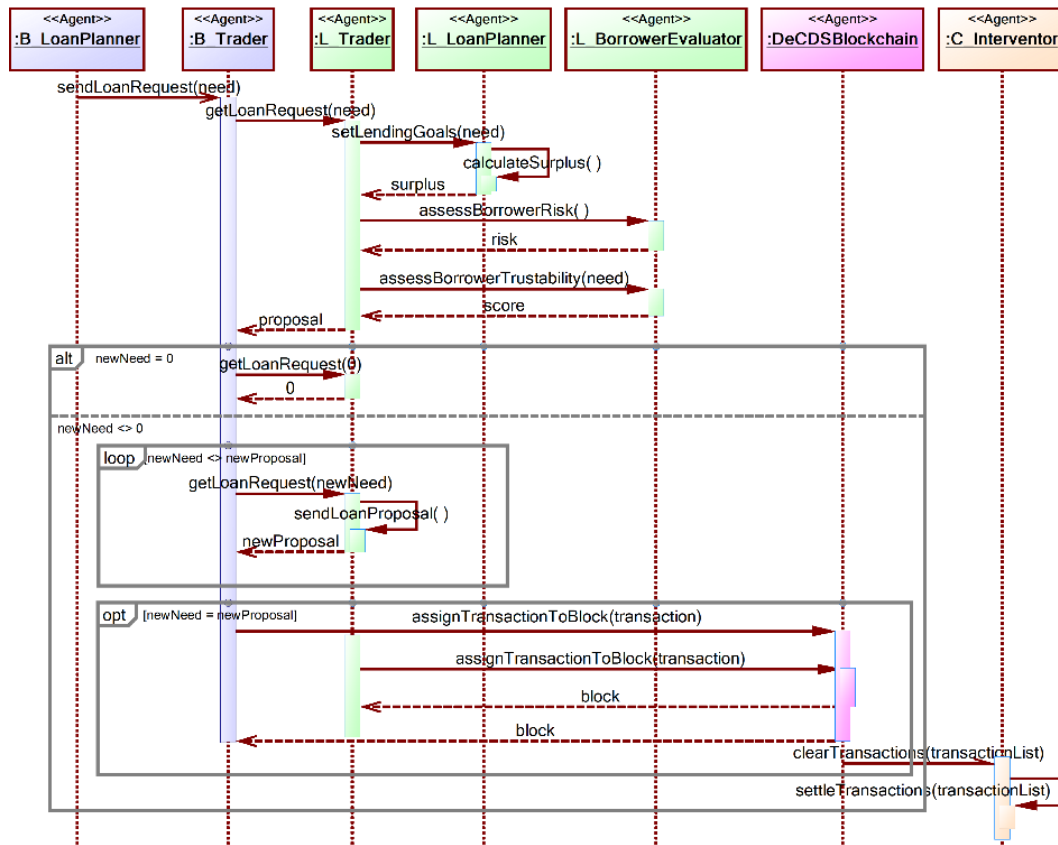 <<Agent>> <<Agent>> <<Agent>> <<Agent>> <<Agent>> <<Agent>> <<Agent>>
:B_LoanPlanner :B_Trader :L_Trader :L_LoanPlanner :L_BorrowerEvaluator :DeCDSBlockchain :C_Interventor
sendLoanRequest(need)
getLoanRequest(need)
setLendingGoals(need)
calculateSurplus( )
surplus
assessBorrowerRisk( )
risk
assessBorrowerTrustability(need)
score
proposal
alt newNeed = 0
getLoanRequest(0)
0
newNeed <> 0
loop [newNeed <> newProposal]
getLoanRequest(newNeed)
sendLoanProposal( )
newProposal
opt [newNeed = newProposal] assignTransactionToBlock(transaction)
assignTransactionToBlock(transaction)
block
block
clearTransactions(transactionList)
settleTransactions(transactionList)